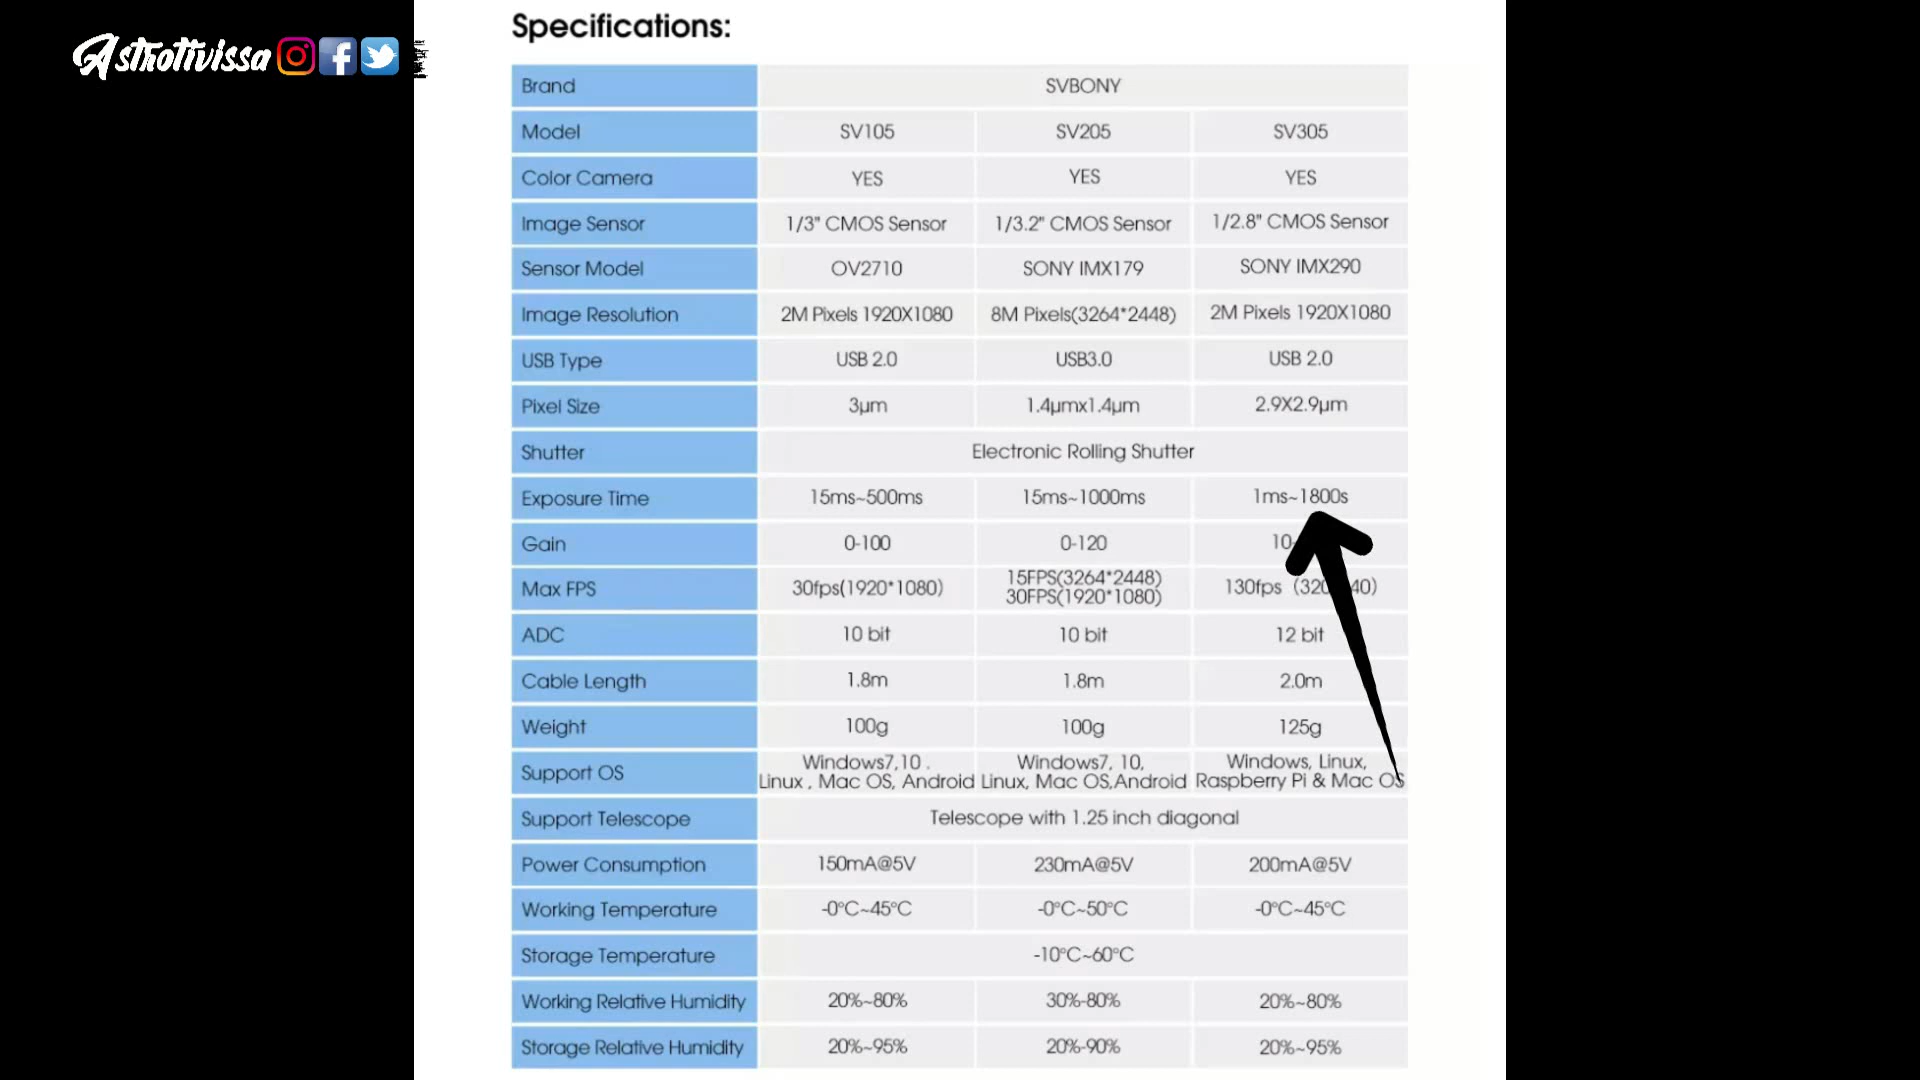 Astrotivissa
Specifications:
Brand SVBONY
Model SV105 SV205 SV305
Color Camera YES YES YES
Image Sensor 1/3" CMOS Sensor 1/3.2" CMOS Sensor 1/2.8" CMOS Sensor
Sensor Model OV2710 SONY IMX179 SONY IMX290
Image Resolution 2M Pixels 1920X1080 8M Pixels(3264*2448) 2M Pixels 1920X1080
USB Type USB 2.0 USB3.0 USB 2.0
Pixel Size 3μm 1.4μmx1.4μm 2.9X2.9μm
Shutter Electronic Rolling Shutter
Exposure Time 15ms~500ms 15ms~1000ms 1ms~1800s
Gain 0-100 0-120
Max FPS 30fps(1920*1080) 15FPS(3264*2448) 130fps
30FPS(1920*1080)
ADC 10 bit 10 bit 12 bit
Cable Length 1.8m 1.8m 2.0m
Weight 100g 100g 125g
Support OS Windows7,10 . Windows7, 10, Windows, Linux,
Linux , Mac OS, Android Linux, Mac OS,Android Raspberry Pi & Mac OS
Support Telescope Telescope with 1.25 inch diagonal
Power Consumption 150mA@5V 230mA@5V 200mA@5V
Working Temperature -0°C~45°C -0°C~50°C -0°C~45°C
Storage Temperature -10°C~60°C
Working Relative Humidity 20%~80% 30%-80% 20%~80%
Storage Relative Humidity 20%~95% 20%-90% 20%~95%